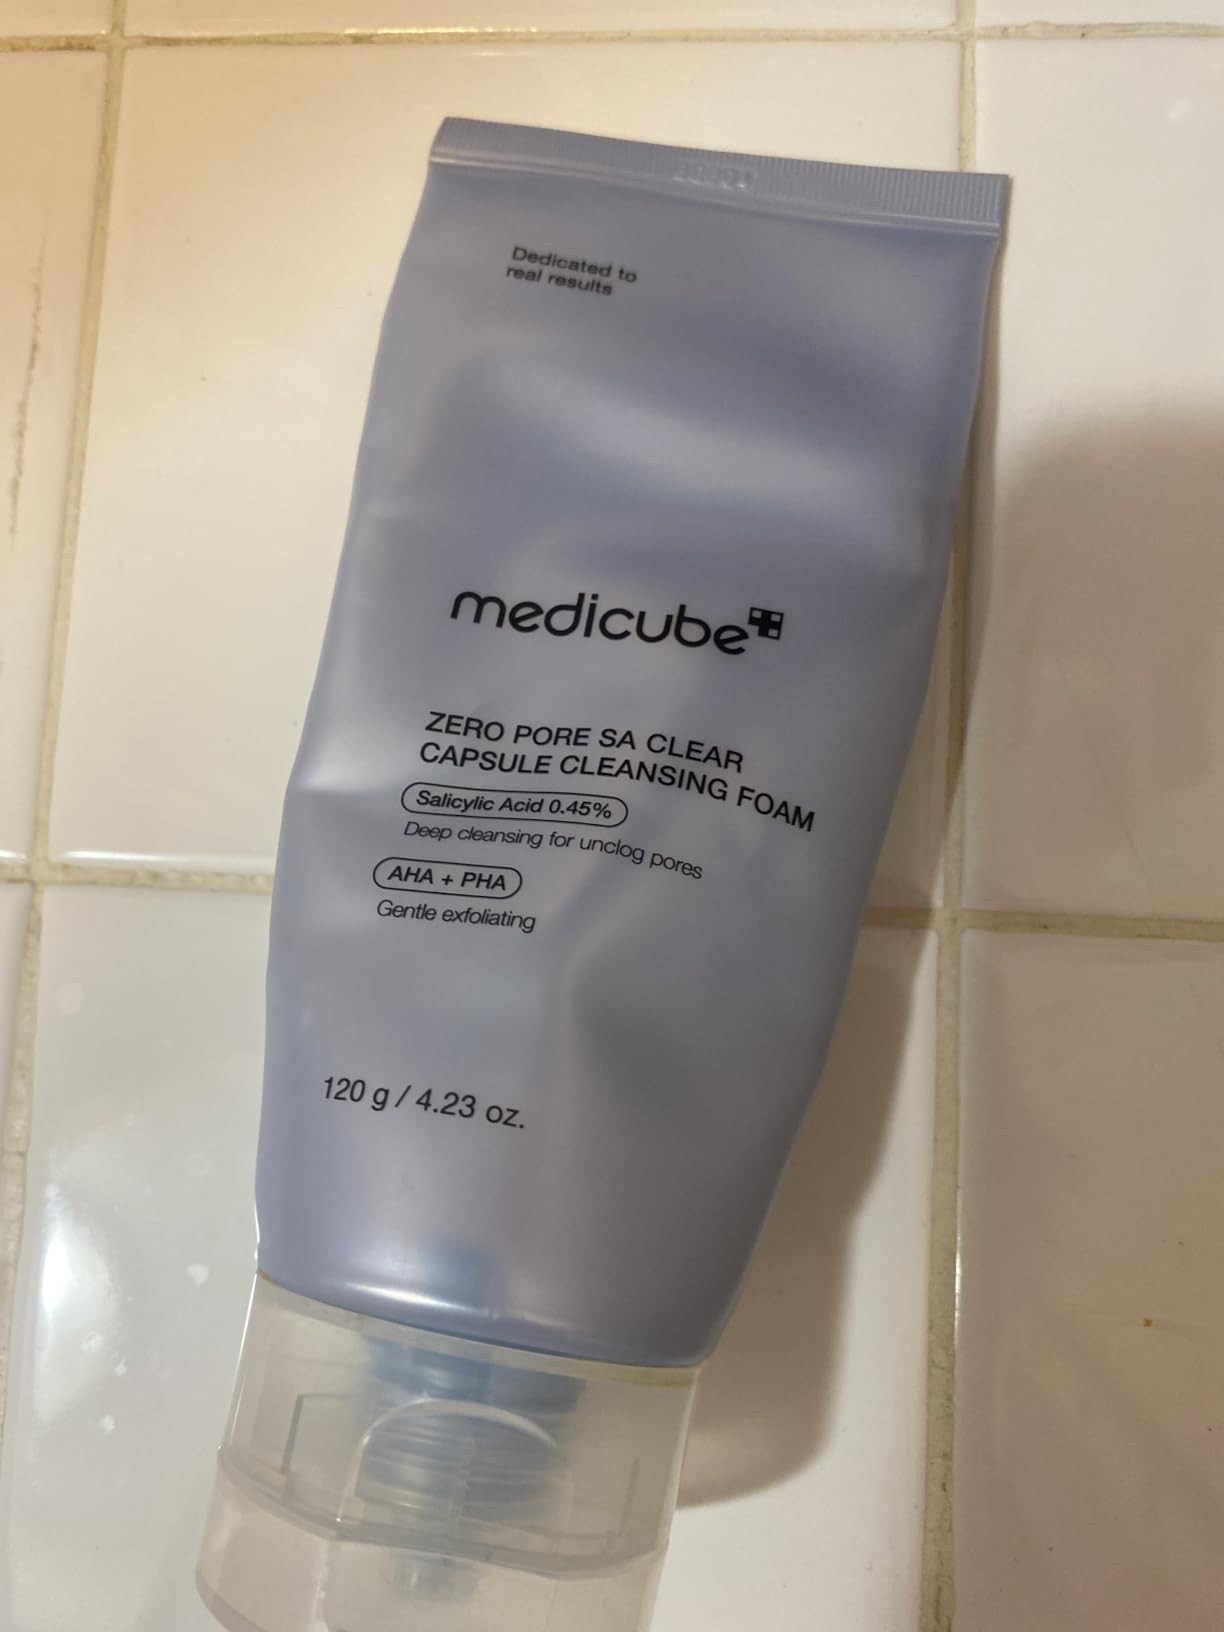 Dedicated to
real results
medicube
ZERO PORE SA CLEAR
CAPSULE CLEANSING FOAM
Salicylic Acid 0.45%
Deep cleansing for unclog pores
AHA + PHA
Gentle exfoliating
120 g / 4.23 oz.